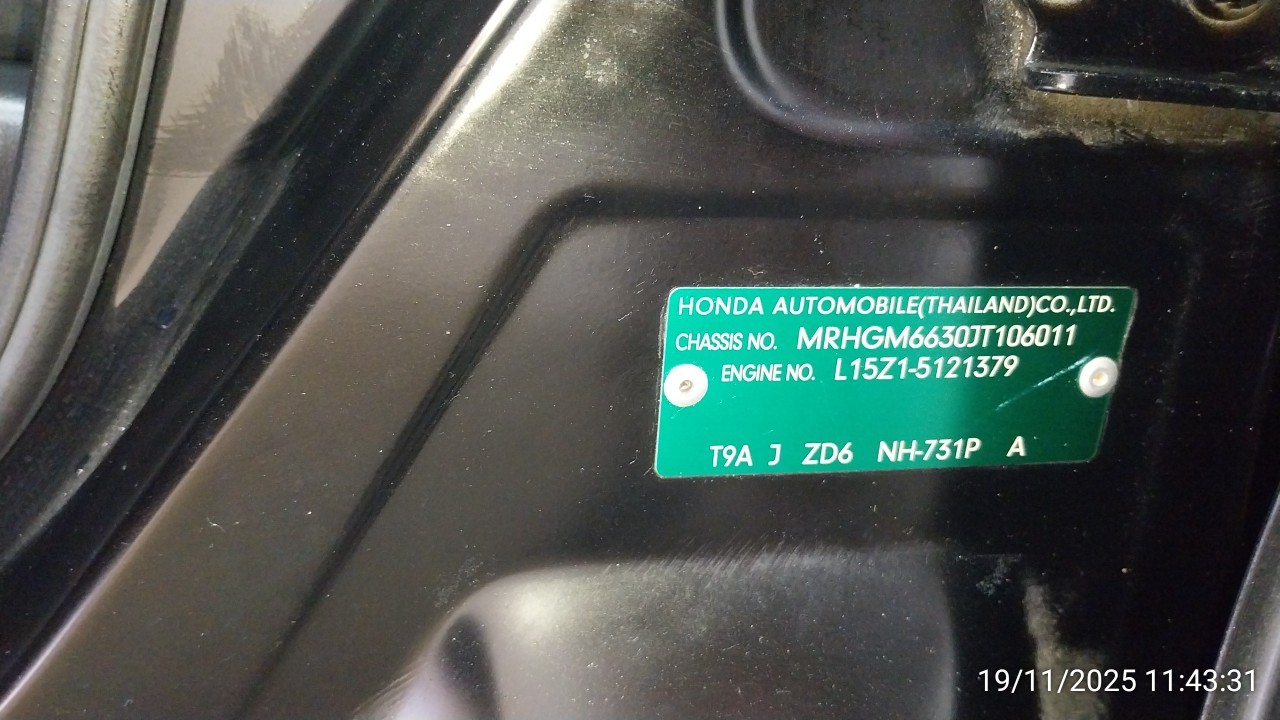 HONDA AUTOMOBILE(THAILAND)CO.,LTD.
CHASSIS NO. MRHGM6630JT106011
ENGINE NO. L15Z1-5121379
T9A J ZD6 NH-731P A
19/11/2025 11:43:31